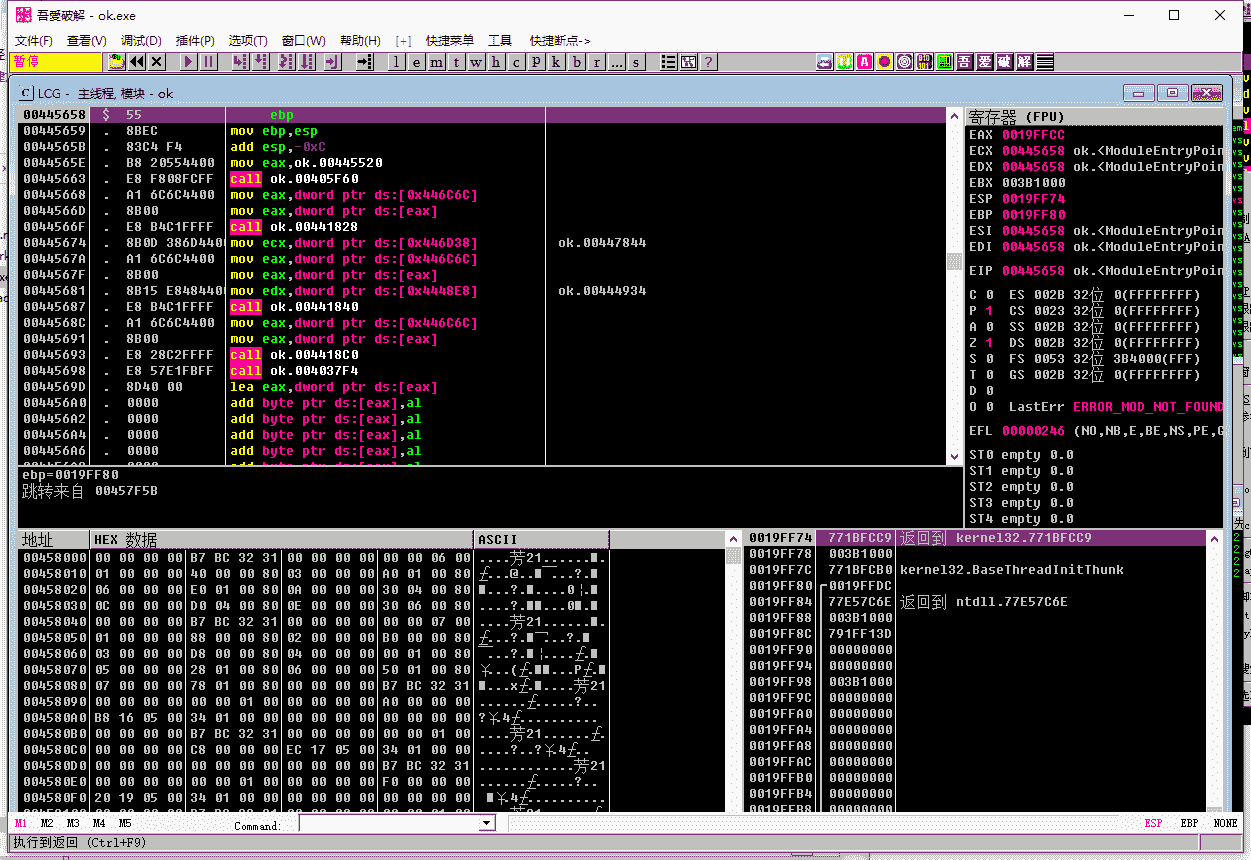 吾爱破解 - ok.exe
文件(F) 查看(V) 调试(D) 插件(P) 选项(T) 窗口(W) 帮助(H) [+] 快捷菜单 工具 快捷断点->
暂停 l e m t w h c P k b r ... s ?
A 吾 爱 破 解
C LCG - 主线程, 模块 - ok
00445658 $ 55 ebp
00445659 . 8BEC mov ebp,esp
0044565B . 83C4 F4 add esp,-0xC
0044565E . B8 20554400 mov eax,ok.00445520
00445663 . E8 F808FCFF call ok.00405F60
00445668 . A1 6C6C4400 mov eax,dword ptr ds:[0x446C6C]
0044566D . 8B00 mov eax,dword ptr ds:[eax]
0044566F . E8 B4C1FFFF call ok.00441828
00445674 . 8B0D 386D440 mov ecx,dword ptr ds:[0x446D38] ok.00447844
0044567A . A1 6C6C4400 mov eax,dword ptr ds:[0x446C6C]
0044567F . 8B00 mov eax,dword ptr ds:[eax]
00445681 . 8B15 E848440 mov edx,dword ptr ds:[0x4448E8] ok.00444934
00445687 . E8 B4C1FFFF call ok.00441840
0044568C . A1 6C6C4400 mov eax,dword ptr ds:[0x446C6C]
00445691 . 8B00 mov eax,dword ptr ds:[eax]
00445693 . E8 28C2FFFF call ok.004418C0
00445698 . E8 57E1FBFF call ok.004037F4
0044569D . 8D40 00 lea eax,dword ptr ds:[eax]
004456A0 . 0000 add byte ptr ds:[eax],al
004456A2 . 0000 add byte ptr ds:[eax],al
004456A4 . 0000 add byte ptr ds:[eax],al
004456A6 . 0000 add byte ptr ds:[eax],al
ebp=0019FF80
跳转来自 00457F5B
寄存器 (FPU)
EAX 0019FFCC
ECX 00445658 ok.<ModuleEntryPoin
EDX 00445658 ok.<ModuleEntryPoin
EBX 003B1000
ESP 0019FF74
EBP 0019FF80
ESI 00445658 ok.<ModuleEntryPoin
EDI 00445658 ok.<ModuleEntryPoin
EIP 00445658 ok.<ModuleEntryPoin
C 0 ES 002B 32位 0(FFFFFFFF)
P 1 CS 0023 32位 0(FFFFFFFF)
A 0 SS 002B 32位 0(FFFFFFFF)
Z 1 DS 002B 32位 0(FFFFFFFF)
S 0 FS 0053 32位 3B4000(FFF)
T 0 GS 002B 32位 0(FFFFFFFF)
D 0
O 0 LastErr ERROR_MOD_NOT_FOUND
EFL 00000246 (NO,NB,E,BE,NS,PE,G
ST0 empty 0.0
ST1 empty 0.0
ST2 empty 0.0
ST3 empty 0.0
ST4 empty 0.0
地址 HEX 数据 ASCII
00458000 00 00 00 00 B7 BC 32 31 00 00 00 00 00 00 06 00 ....芳21......
00458010 01 00 00 00 40 00 00 80 03 00 00 00 A0 01 00 80
00458020 06 00 00 00 E0 01 00 80 0A 00 00 00 30 04 00 80
00458030 0C 00 00 00 D0 04 00 80 0E 00 00 00 30 06 00 80
00458040 00 00 00 00 B7 BC 32 31 00 00 00 00 00 00 07 00 ....芳21......
00458050 01 00 00 00 88 00 00 80 02 00 00 00 B0 00 00 80
00458060 03 00 00 00 D8 00 00 80 04 00 00 00 00 01 00 80
00458070 05 00 00 00 28 01 00 80 06 00 00 00 50 01 00 80
00458080 07 00 00 00 78 01 00 80 00 00 00 00 B7 BC 32 31
00458090 00 00 00 00 00 00 01 00 00 00 00 00 A0 00 00 00
004580A0 B8 16 05 00 34 01 00 00 00 00 00 00 00 00 00 00
004580B0 00 00 00 00 B7 BC 32 31 00 00 00 00 00 00 01 00
004580C0 00 00 00 00 C8 00 00 00 EC 17 05 00 34 01 00 00
004580D0 00 00 00 00 00 00 00 00 00 00 00 00 B7 BC 32 31 ............芳21
004580E0 00 00 00 00 00 00 01 00 00 00 00 00 F0 00 00 00
004580F0 20 19 05 00 34 01 00 00 00 00 00 00 00 00 00 00
0019FF74 771BFCC9 返回到 kernel32.771BFCC9
0019FF78 003B1000
0019FF7C 771BFCB0 kernel32.BaseThreadInitThunk
0019FF80 0019FFDC
0019FF84 77E57C6E 返回到 ntdll.77E57C6E
0019FF88 003B1000
0019FF8C 791FF13D
0019FF90 00000000
0019FF94 00000000
0019FF98 003B1000
0019FF9C 00000000
0019FFA0 00000000
0019FFA4 00000000
0019FFA8 00000000
0019FFAC 00000000
0019FFB0 00000000
0019FFB4 00000000
0019FFB8 00000000
M1 M2 M3 M4 M5 Command: ESP EBP NONE
执行到返回 (Ctrl+F9)